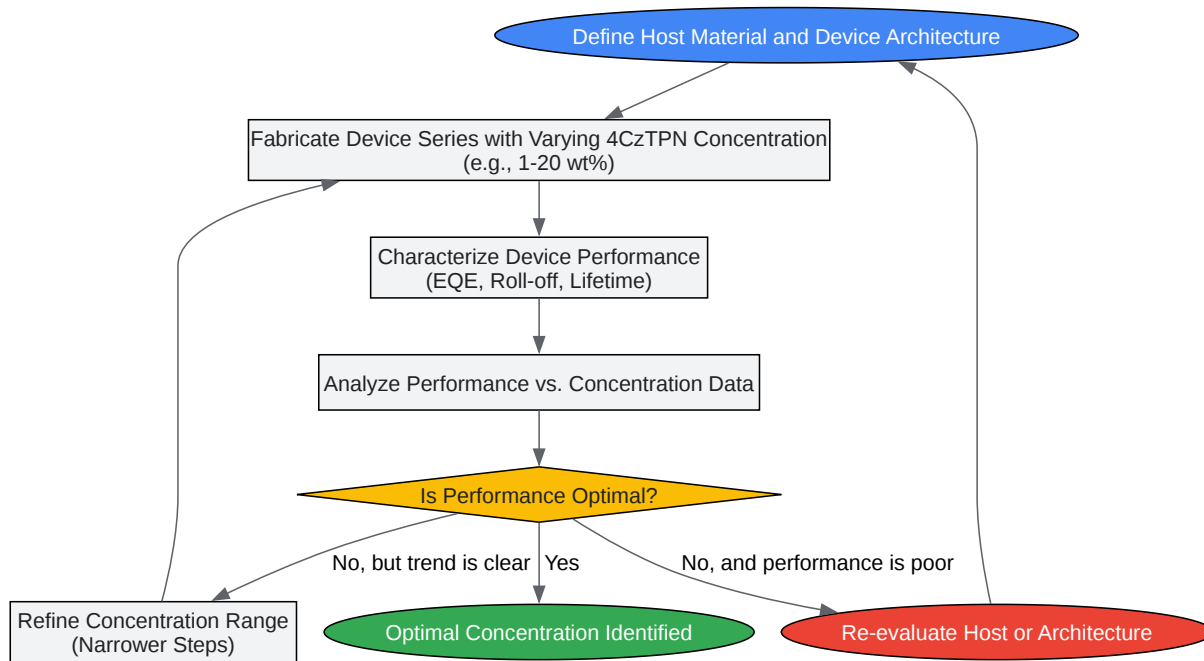 Define Host Material and Device Architecture
Fabricate Device Series with Varying 4CzTPN Concentration
(e.g., 1-20 wt%)
Characterize Device Performance
(EQE, Roll-off, Lifetime)
Analyze Performance vs. Concentration Data
Is Performance Optimal?
No, but trend is clear
Yes
No, and performance is poor
Refine Concentration Range
(Narrower Steps)
Optimal Concentration Identified
Re-evaluate Host or Architecture